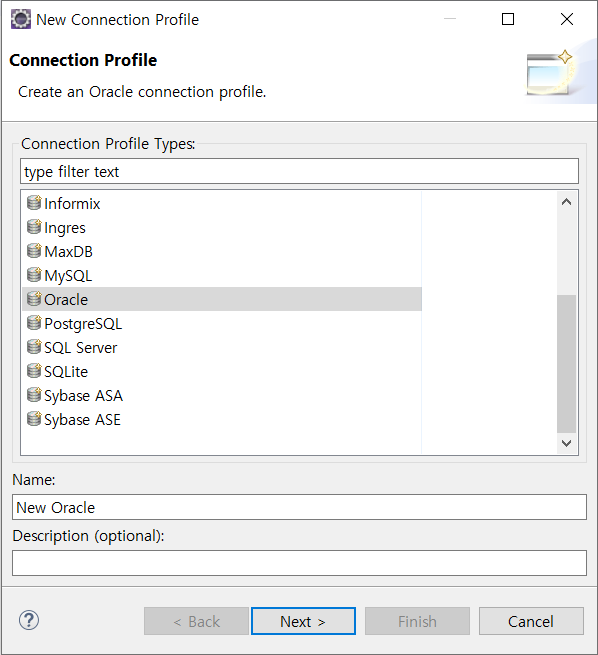 New Connection Profile
Connection Profile
Create an Oracle connection profile.
Connection Profile Types:
type filter text
Informix
Ingres
MaxDB
MySQL
Oracle
PostgreSQL
SQL Server
SQLite
Sybase ASA
Sybase ASE
Name:
New Oracle
Description (optional):
? < Back Next > Finish Cancel